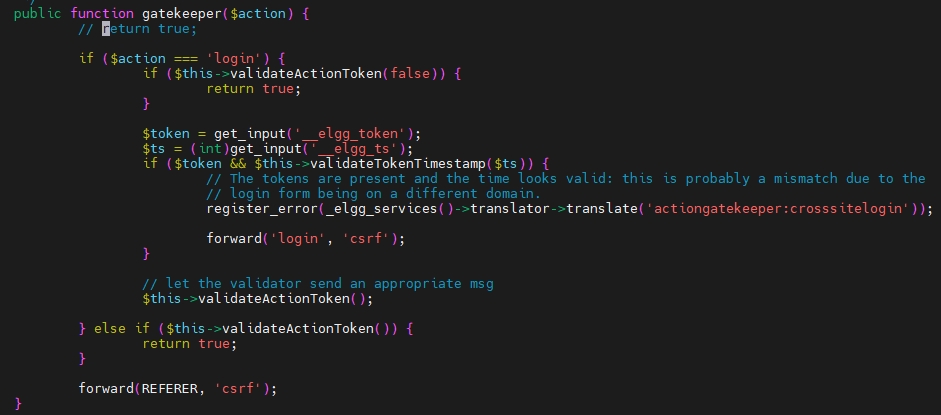 public function gatekeeper($action) {
// return true;
if ($action === 'login') {
if ($this->validateActionToken(false)) {
return true;
}
$token = get_input('__elgg_token');
$ts = (int)get_input('__elgg_ts');
if ($token && $this->validateTokenTimestamp($ts)) {
// The tokens are present and the time looks valid: this is probably a mismatch due to the
// login form being on a different domain.
register_error(_elgg_services()->translator->translate('actiongatekeeper:crosssitelogin'));
forward('login', 'csrf');
}
// let the validator send an appropriate msg
$this->validateActionToken();
} else if ($this->validateActionToken()) {
return true;
}
forward(REFERER, 'csrf');
}